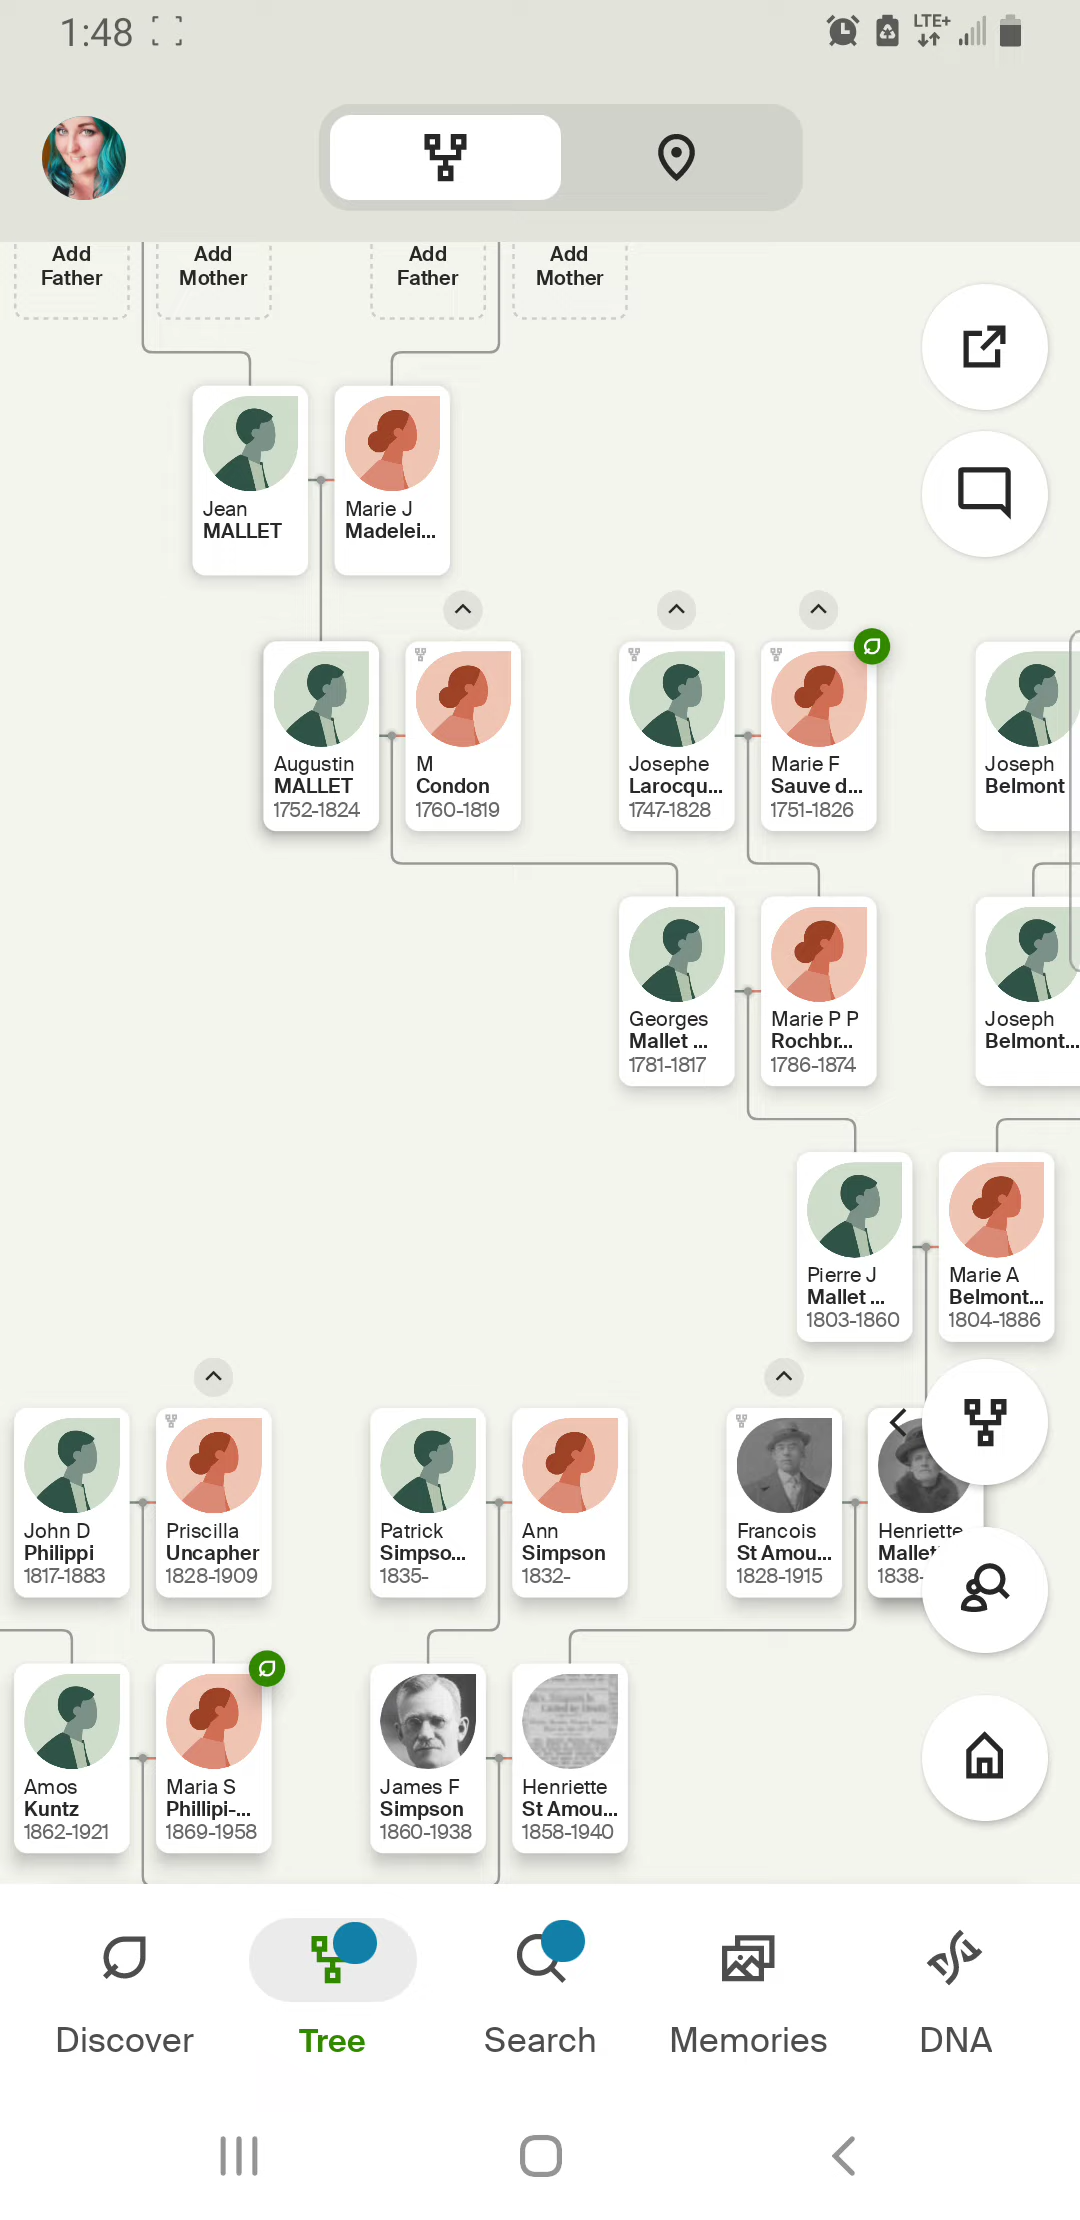 1:48
LTE+
Add Father
Add Mother
Add Father
Add Mother
Jean
MALLET
Marie J
Madelei...
Augustin
MALLET
1752-1824
M
Condon
1760-1819
Josephe
Larocqu...
1747-1828
Marie F
Sauve d...
1751-1826
Joseph
Belmont
Georges
Mallet ...
1781-1817
Marie P P
Rochbr...
1786-1874
Joseph
Belmont...
Pierre J
Mallet ...
1803-1860
Marie A
Belmont...
1804-1886
John D
Philippi
1817-1883
Priscilla
Uncapher
1828-1909
Patrick
Simpso...
1835-
Ann
Simpson
1832-
Francois
St Amou...
1828-1915
Henriette
Mallet
1838-
Amos
Kuntz
1862-1921
Maria S
Phillipi-...
1869-1958
James F
Simpson
1860-1938
Henriette
St Amou...
1858-1940
Discover
Tree
Search
Memories
DNA